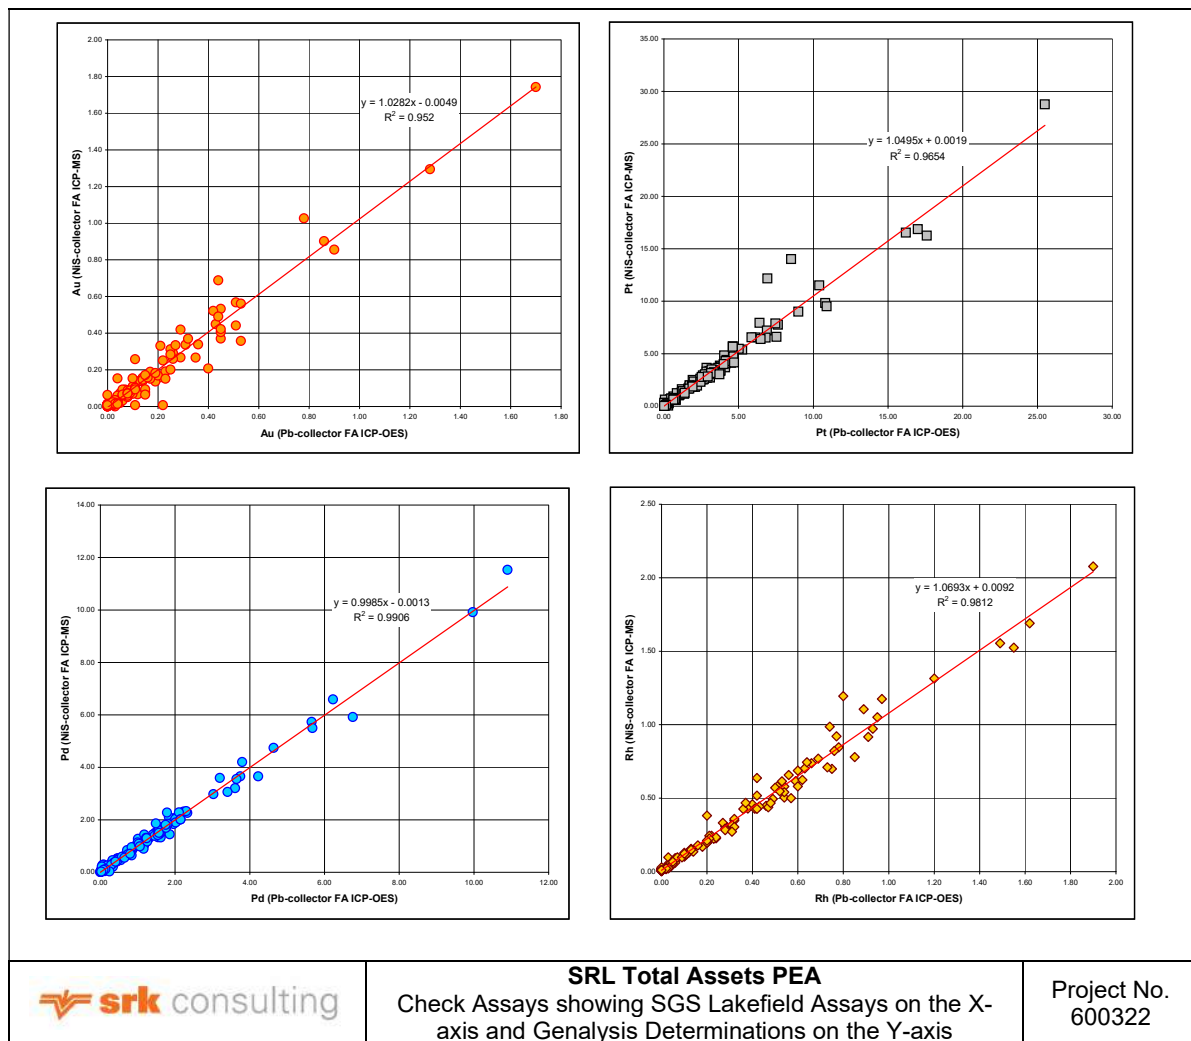 2.00
1.80
1.60
1.40
1.20
1.00
0.80
0.60
0.40
0.20
0.00
0.00 0.20 0.40 0.60 0.80 1.00 1.20 1.40 1.60 1.80
Au (Pb-collector FA ICP-OES)
Au (NiS-collector FA ICP-MS)
y = 1.0282x - 0.0049
R² = 0.952
35.00
30.00
25.00
20.00
15.00
10.00
5.00
0.00
0.00 5.00 10.00 15.00 20.00 25.00 30.00
Pt (Pb-collector FA ICP-OES)
Pt (NiS-collector FA ICP-MS)
y = 1.0495x + 0.0019
R² = 0.9654
14.00
12.00
10.00
8.00
6.00
4.00
2.00
0.00
0.00 2.00 4.00 6.00 8.00 10.00 12.00
Pd (Pb-collector FA ICP-OES)
Pd (NiS-collector FA ICP-MS)
y = 0.9985x - 0.0013
R² = 0.9906
2.50
2.00
1.50
1.00
0.50
0.00
0.00 0.20 0.40 0.60 0.80 1.00 1.20 1.40 1.60 1.80 2.00
Rh (Pb-collector FA ICP-OES)
Rh (NiS-collector FA ICP-MS)
y = 1.0693x + 0.0092
R² = 0.9812
srk consulting
SRL Total Assets PEA
Check Assays showing SGS Lakefield Assays on the X-
axis and Genalysis Determinations on the Y-axis
Project No.
600322